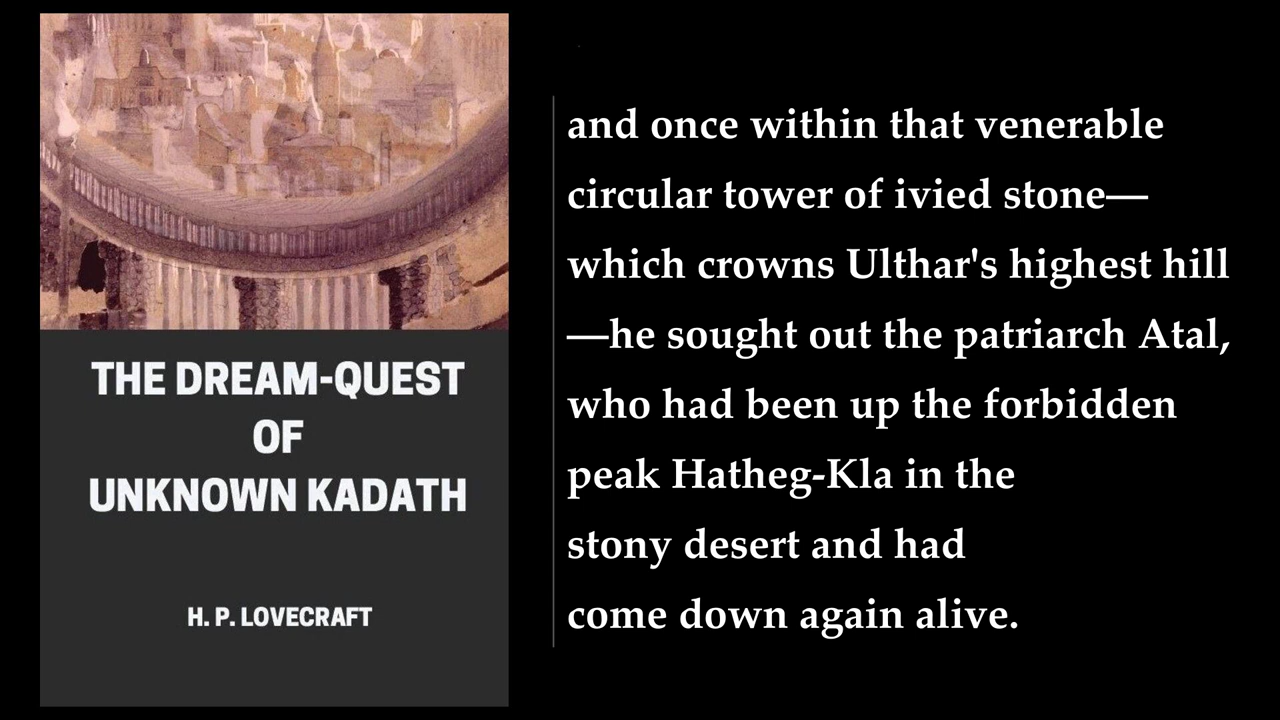 THE DREAM-QUEST
OF
UNKNOWN KADATH
H. P. LOVECRAFT
and once within that venerable
circular tower of ivied stone—
which crowns Ulthar's highest hill
—he sought out the patriarch Atal,
who had been up the forbidden
peak Hatheg-Kla in the
stony desert and had
come down again alive.